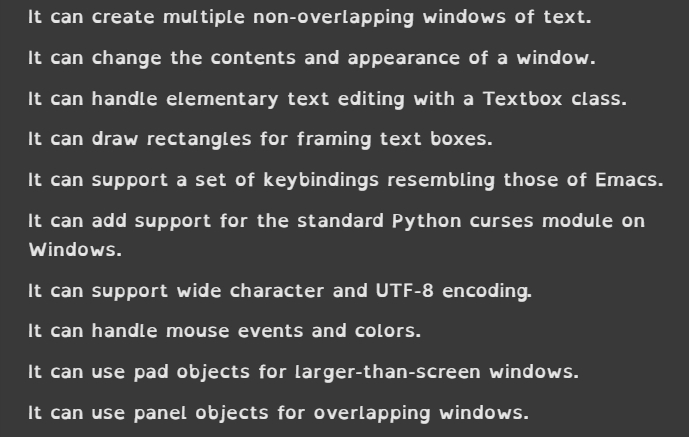 It can create multiple non-overlapping windows of text.
It can change the contents and appearance of a window.
It can handle elementary text editing with a Textbox class.
It can draw rectangles for framing text boxes.
It can support a set of keybindings resembling those of Emacs.
It can add support for the standard Python curses module on
Windows.
It can support wide character and UTF-8 encoding.
It can handle mouse events and colors.
It can use pad objects for larger-than-screen windows.
It can use panel objects for overlapping windows.